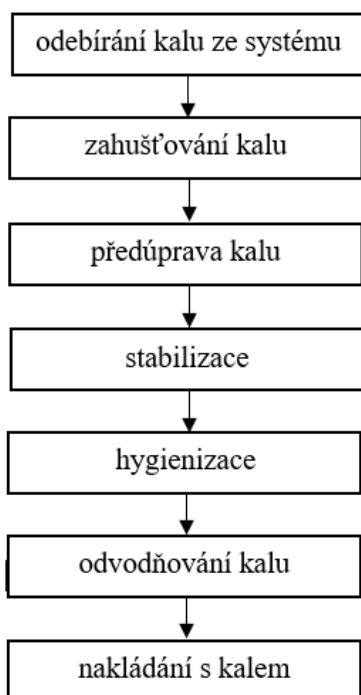 odebírání kalu ze systému
zahušťování kalu
předúprava kalu
stabilizace
hygienizace
odvodňování kalu
nakládání s kalem